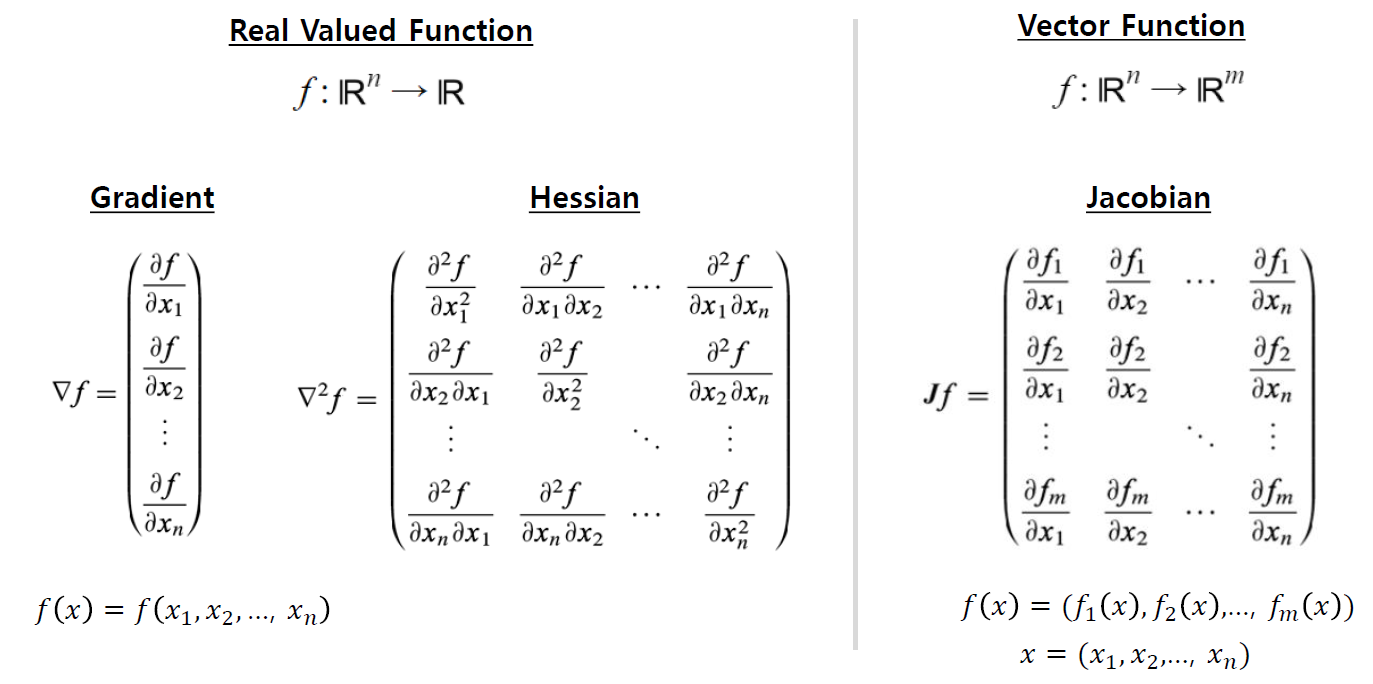 Real Valued Function
f : ℝⁿ → ℝ
Gradient
Hessian
∇f = (∂f/∂x₁
∂f/∂x₂
⋮
∂f/∂xₙ)
∇²f = (∂²f/∂x₁² ∂²f/∂x₁∂x₂ ⋯ ∂²f/∂x₁∂xₙ
∂²f/∂x₂∂x₁ ∂²f/∂x₂² ∂²f/∂x₂∂xₙ
⋮ ⋱ ⋮
∂²f/∂xₙ∂x₁ ∂²f/∂xₙ∂x₂ ⋯ ∂²f/∂xₙ²)
f(x) = f(x₁, x₂, ..., xₙ)
Vector Function
f : ℝⁿ → ℝᵐ
Jacobian
Jf = (∂f₁/∂x₁ ∂f₁/∂x₂ ⋯ ∂f₁/∂xₙ
∂f₂/∂x₁ ∂f₂/∂x₂ ∂f₂/∂xₙ
⋮ ⋱ ⋮
∂fₘ/∂x₁ ∂fₘ/∂x₂ ⋯ ∂fₘ/∂xₙ)
f(x) = (f₁(x), f₂(x),..., fₘ(x))
x = (x₁, x₂,..., xₙ)